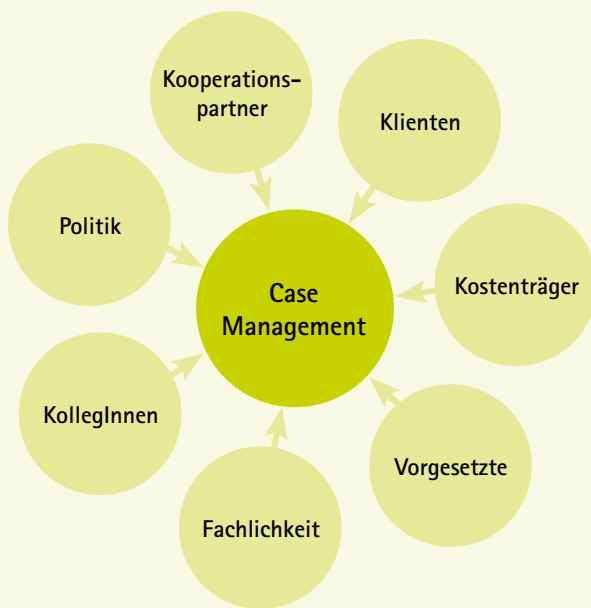 Kooperations-
partner
Klienten
Politik
Case
Management
Kostenträger
KollegInnen
Vorgesetzte
Fachlichkeit